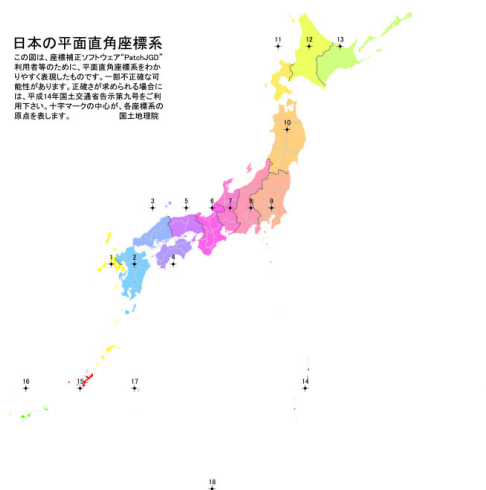 日本の平面直角座標系
この図は、座標補正ソフトウェア"PatchJGD"
利用者等のために、平面直角座標系をわか
りやすく表現したものです。一部不正確な可
能性があります。正確さが求められる場合に
は、平成14年国土交通省告示第九号をご利
用下さい。十字マークの中心が、各座標系の
原点を表します。 国土地理院
11 12 13
10
3 5 6 7 8 9
1 2 4
16 15 17 14
18